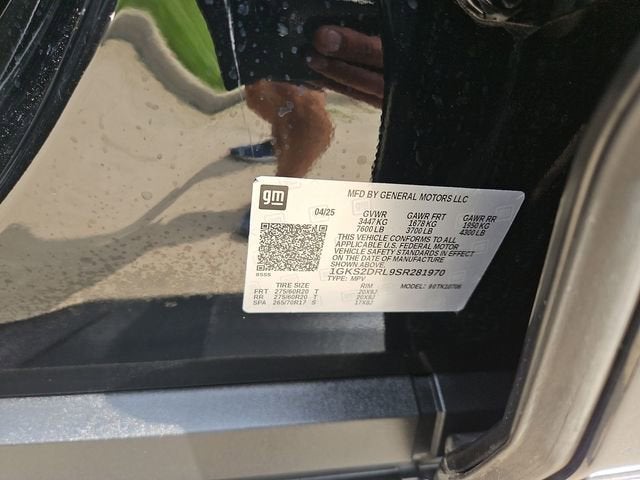 gm
MFD BY GENERAL MOTORS LLC
04/25 GVWR GAWR FRT GAWR RR
3447 KG 1678 KG 1950 KG
7600 LB 3700 LB 4300 LB
THIS VEHICLE CONFORMS TO ALL
APPLICABLE U.S. FEDERAL MOTOR
VEHICLE SAFETY STANDARDS IN EFFECT
ON THE DATE OF MANUFACTURE
SHOWN ABOVE.
1GKS2DRL9SR281970
TYPE: MPV
TIRE SIZE RIM MODEL: 90TK10706
FRT 275/60R20 T 20X9J
RR 275/60R20 T 20X9J
SPA 265/70R17 S 17X8J